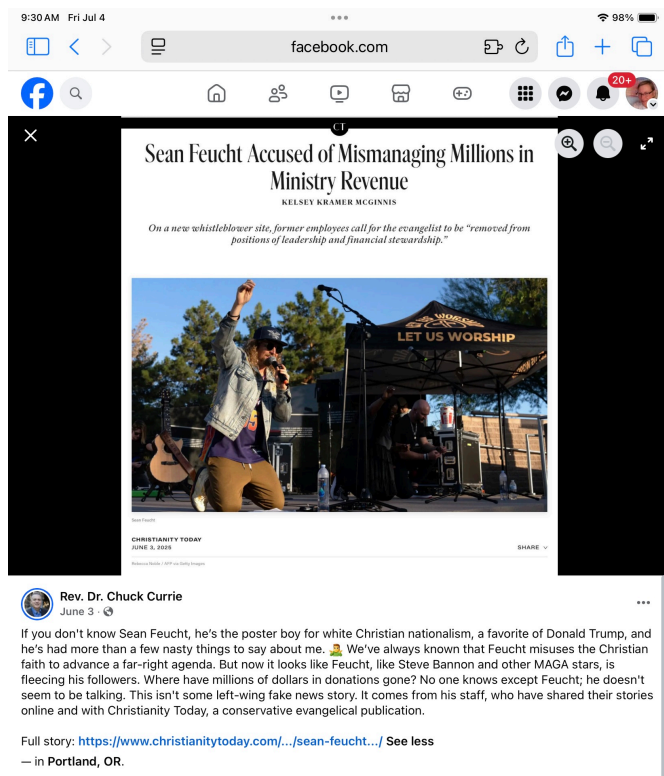 9:30 AM Fri Jul 4
98%
facebook.com
20+
CT
Sean Feucht Accused of Mismanaging Millions in
Ministry Revenue
KELSEY KRAMER MCGINNIS
On a new whistleblower site, former employees call for the evangelist to be “removed from
positions of leadership and financial stewardship.”
LET US WORSHIP
Sean Feucht
CHRISTIANITY TODAY
JUNE 3, 2025
SHARE
Rev. Dr. Chuck Currie
June 3 ·
If you don't know Sean Feucht, he's the poster boy for white Christian nationalism, a favorite of Donald Trump, and
he's had more than a few nasty things to say about me. 🤷 We've always known that Feucht misuses the Christian
faith to advance a far-right agenda. But now it looks like Feucht, like Steve Bannon and other MAGA stars, is
fleecing his followers. Where have millions of dollars in donations gone? No one knows except Feucht; he doesn't
seem to be talking. This isn't some left-wing fake news story. It comes from his staff, who have shared their stories
online and with Christianity Today, a conservative evangelical publication.
Full story: https://www.christianitytoday.com/.../sean-feucht.../ See less
— in Portland, OR.